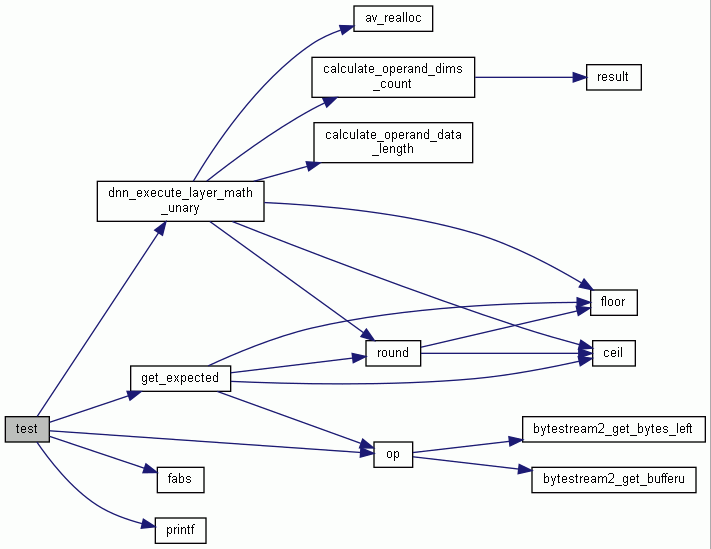 av_realloc
calculate_operand_dims
_count
result
calculate_operand_data
_length
dnn_execute_layer_math
_unary
floor
round
ceil
get_expected
test
op
bytestream2_get_bytes_left
fabs
bytestream2_get_bufferu
printf